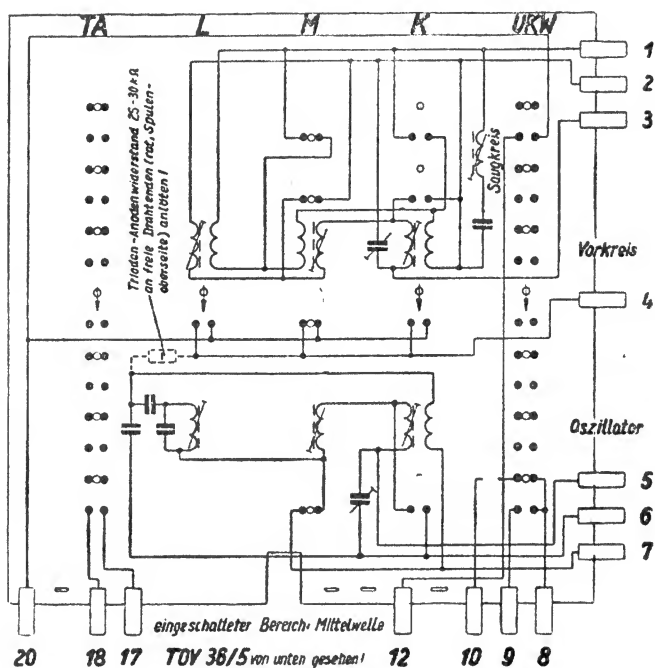 TA L M K UKW
1
2
3
Trioden-Anodenwiderstand 25-30kΩ
an freie Drahtenden (rot, Spulen-
oberseite) anlöten!
Saugkreis
Vorkreis
4
Oszillator
5
6
7
eingeschalteter Bereich: Mittelwelle
20 18 17 TOV 36/5 von unten gesehen! 12 10 9 8